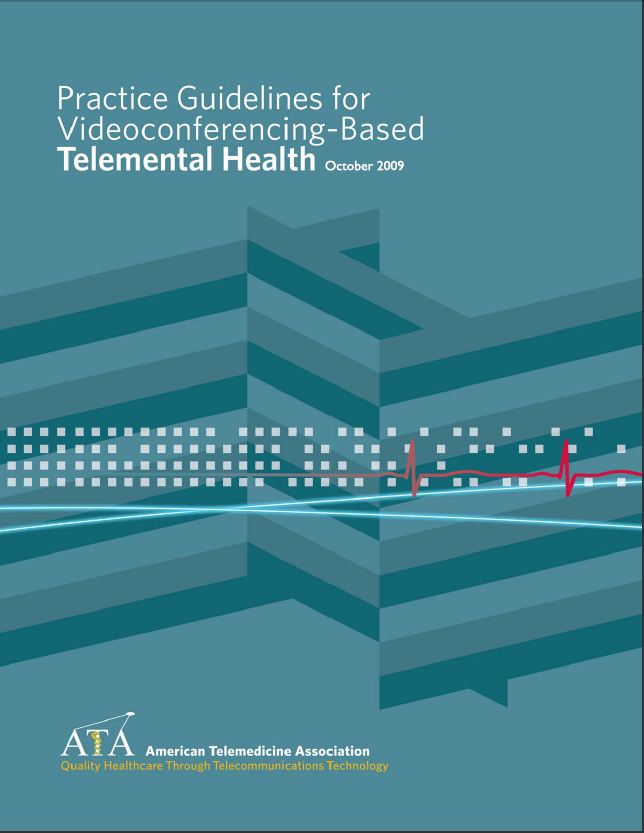 Practice Guidelines for
Videoconferencing-Based
Telemental Health October 2009
ATA American Telemedicine Association
Quality Healthcare Through Telecommunications Technology